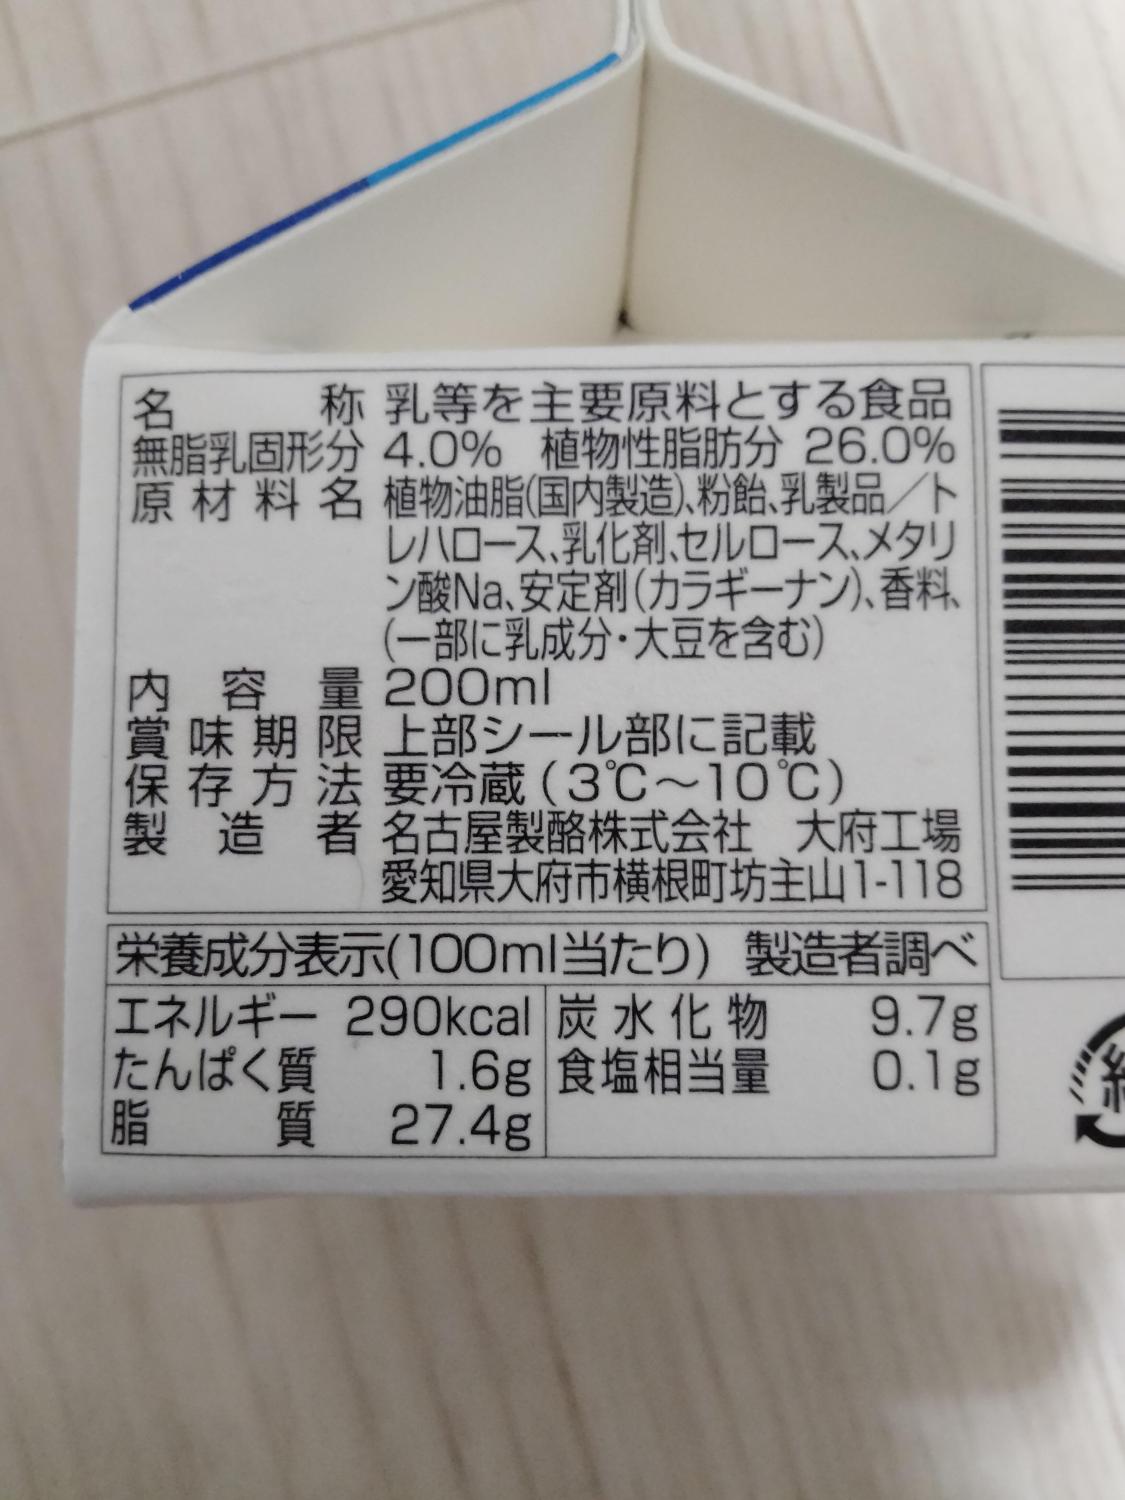 名称 乳等を主要原料とする食品
無脂乳固形分 4.0% 植物性脂肪分 26.0%
原材料名 植物油脂(国内製造)、粉飴、乳製品/ト
レハロース、乳化剤、セルロース、メタリ
ン酸Na、安定剤(カラギーナン)、香料、
(一部に乳成分・大豆を含む)
内容量 200ml
賞味期限 上部シール部に記載
保存方法 要冷蔵(3℃~10℃)
製造者 名古屋製酪株式会社 大府工場
愛知県大府市横根町坊主山1-118
栄養成分表示(100ml当たり) 製造者調べ
エネルギー 290kcal 炭水化物 9.7g
たんぱく質 1.6g 食塩相当量 0.1g
脂質 27.4g